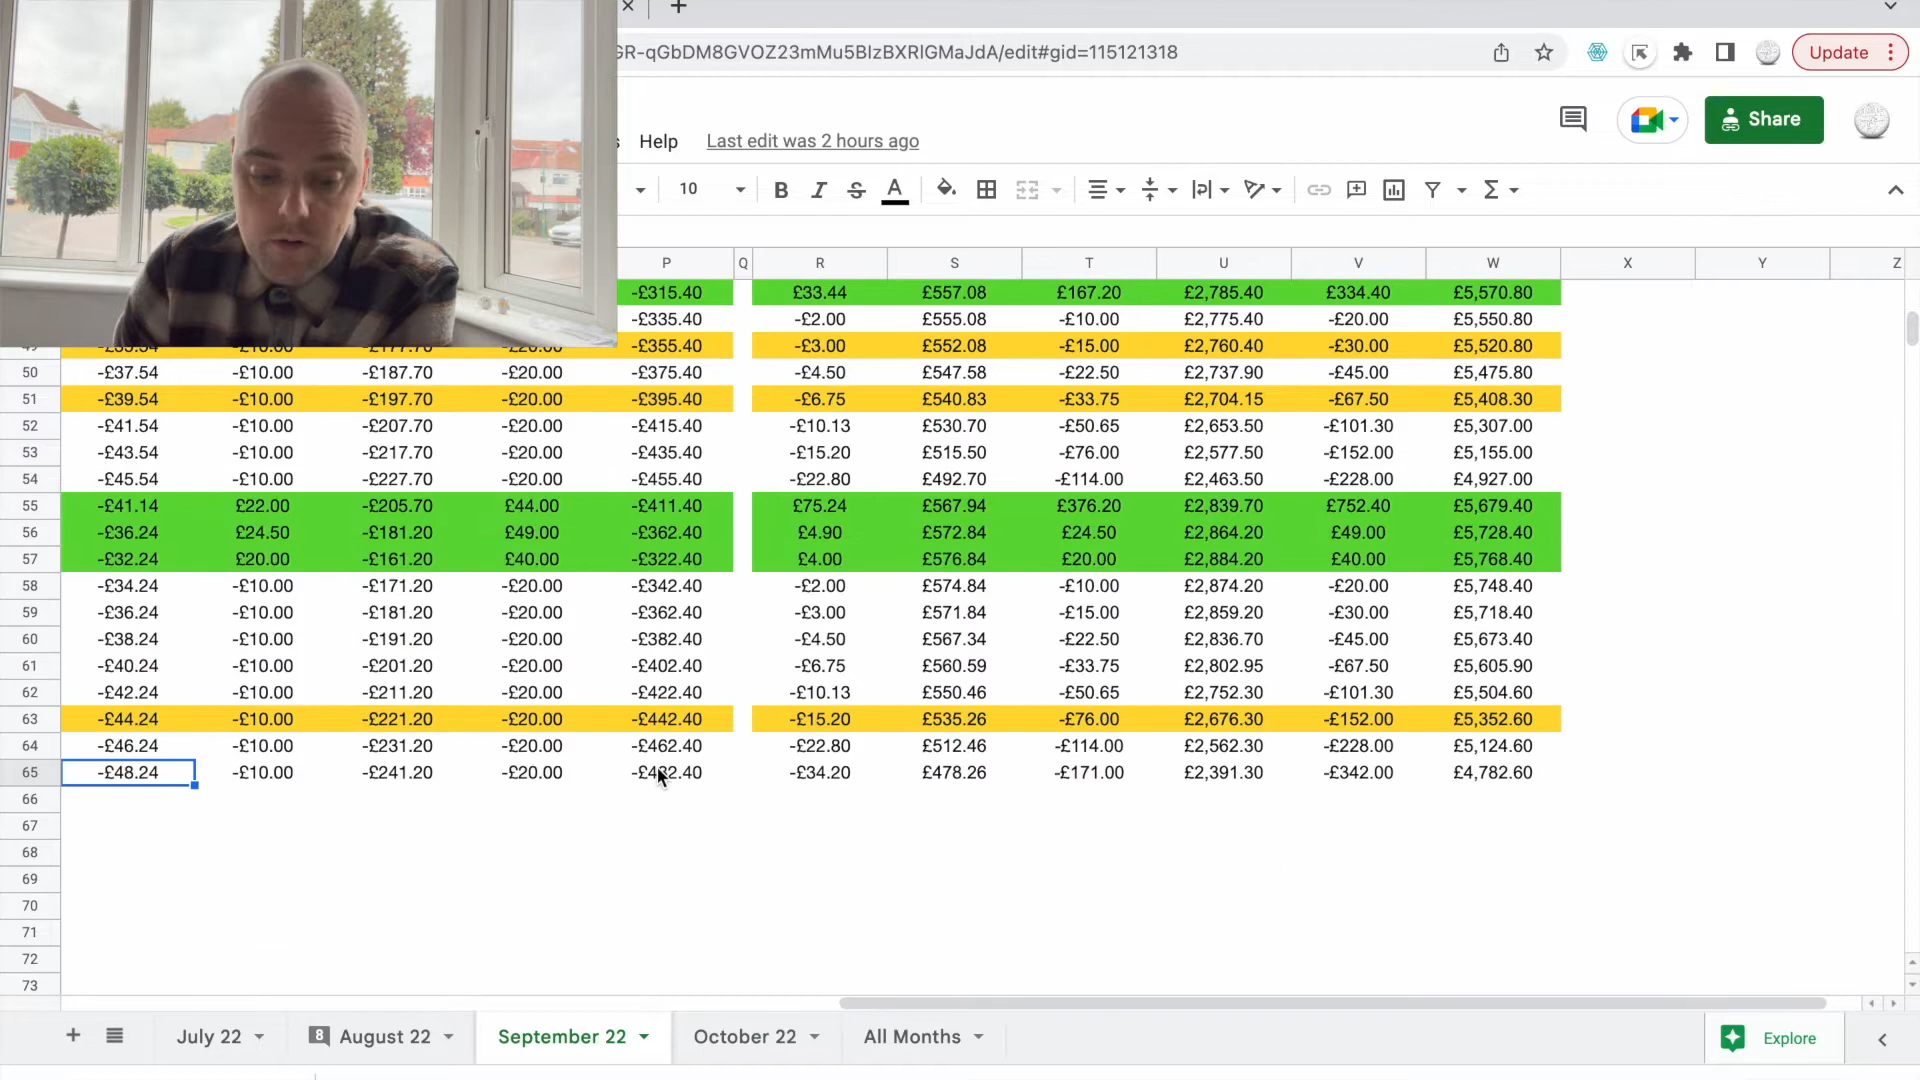 GR-qGbDM8GVOZ23mMu5BIzBXRlGMaJdA/edit#gid=115121318
Update
Help
Last edit was 2 hours ago
Share
10
B
A
P Q R S T U V W X Y Z
-£315.40 £33.44 £557.08 £167.20 £2,785.40 £334.40 £5,570.80
-£335.40 -£2.00 £555.08 -£10.00 £2,775.40 -£20.00 £5,550.80
-£355.40 -£3.00 £552.08 -£15.00 £2,760.40 -£30.00 £5,520.80
50 -£37.54 -£10.00 -£187.70 -£20.00 -£375.40 -£4.50 £547.58 -£22.50 £2,737.90 -£45.00 £5,475.80
51 -£39.54 -£10.00 -£197.70 -£20.00 -£395.40 -£6.75 £540.83 -£33.75 £2,704.15 -£67.50 £5,408.30
52 -£41.54 -£10.00 -£207.70 -£20.00 -£415.40 -£10.13 £530.70 -£50.65 £2,653.50 -£101.30 £5,307.00
53 -£43.54 -£10.00 -£217.70 -£20.00 -£435.40 -£15.20 £515.50 -£76.00 £2,577.50 -£152.00 £5,155.00
54 -£45.54 -£10.00 -£227.70 -£20.00 -£455.40 -£22.80 £492.70 -£114.00 £2,463.50 -£228.00 £4,927.00
55 -£41.14 £22.00 -£205.70 £44.00 -£411.40 £75.24 £567.94 £376.20 £2,839.70 £752.40 £5,679.40
56 -£36.24 £24.50 -£181.20 £49.00 -£362.40 £4.90 £572.84 £24.50 £2,864.20 £49.00 £5,728.40
57 -£32.24 £20.00 -£161.20 £40.00 -£322.40 £4.00 £576.84 £20.00 £2,884.20 £40.00 £5,768.40
58 -£34.24 -£10.00 -£171.20 -£20.00 -£342.40 -£2.00 £574.84 -£10.00 £2,874.20 -£20.00 £5,748.40
59 -£36.24 -£10.00 -£181.20 -£20.00 -£362.40 -£3.00 £571.84 -£15.00 £2,859.20 -£30.00 £5,718.40
60 -£38.24 -£10.00 -£191.20 -£20.00 -£382.40 -£4.50 £567.34 -£22.50 £2,836.70 -£45.00 £5,673.40
61 -£40.24 -£10.00 -£201.20 -£20.00 -£402.40 -£6.75 £560.59 -£33.75 £2,802.95 -£67.50 £5,605.90
62 -£42.24 -£10.00 -£211.20 -£20.00 -£422.40 -£10.13 £550.46 -£50.65 £2,752.30 -£101.30 £5,504.60
63 -£44.24 -£10.00 -£221.20 -£20.00 -£442.40 -£15.20 £535.26 -£76.00 £2,676.30 -£152.00 £5,352.60
64 -£46.24 -£10.00 -£231.20 -£20.00 -£462.40 -£22.80 £512.46 -£114.00 £2,562.30 -£228.00 £5,124.60
65 -£48.24 -£10.00 -£241.20 -£20.00 -£34.20 £478.26 -£171.00 £2,391.30 -£342.00 £4,782.60
66
67
68
69
70
71
72
73
July 22 8 August 22 September 22 October 22 All Months Explore